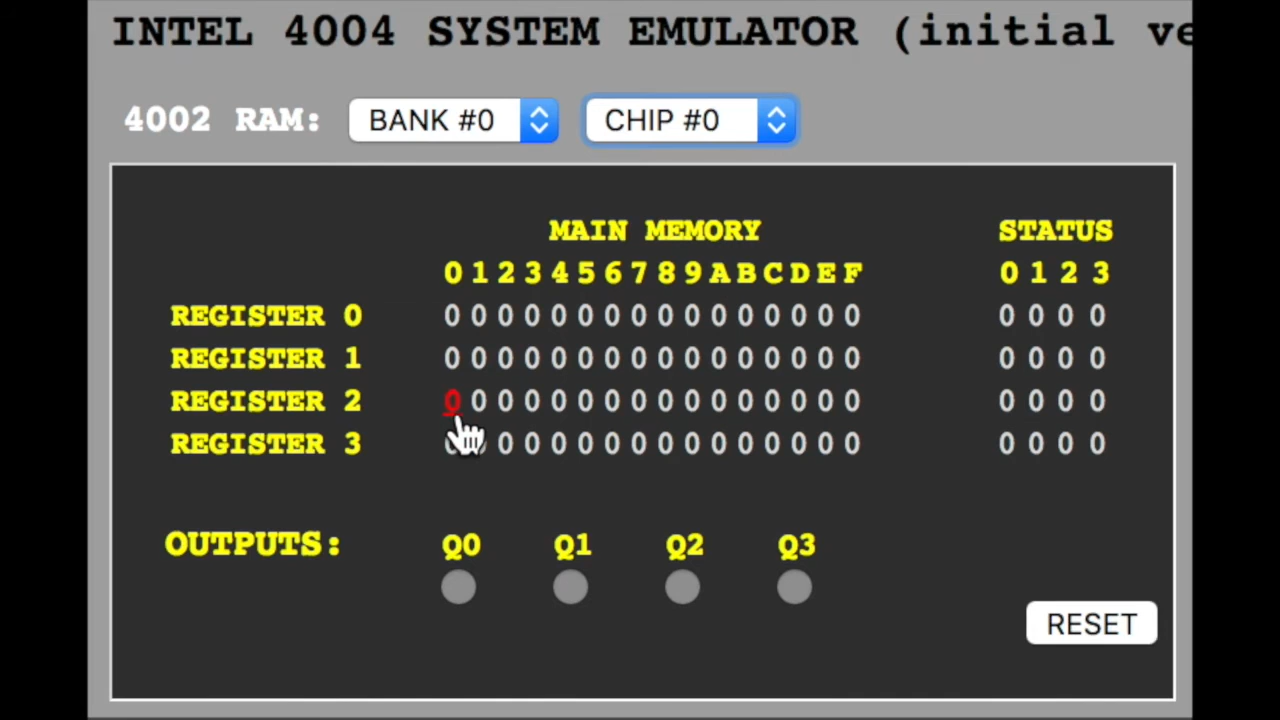 INTEL 4004 SYSTEM EMULATOR (initial ve
4002 RAM: BANK #0 CHIP #0
MAIN MEMORY STATUS
0 1 2 3 4 5 6 7 8 9 A B C D E F 0 1 2 3
REGISTER 0 0 0 0 0 0 0 0 0 0 0 0 0 0 0 0 0 0 0 0 0
REGISTER 1 0 0 0 0 0 0 0 0 0 0 0 0 0 0 0 0 0 0 0 0
REGISTER 2 0 0 0 0 0 0 0 0 0 0 0 0 0 0 0 0 0 0 0 0
REGISTER 3 0 0 0 0 0 0 0 0 0 0 0 0 0 0 0 0 0 0 0 0
OUTPUTS: Q0 Q1 Q2 Q3
RESET